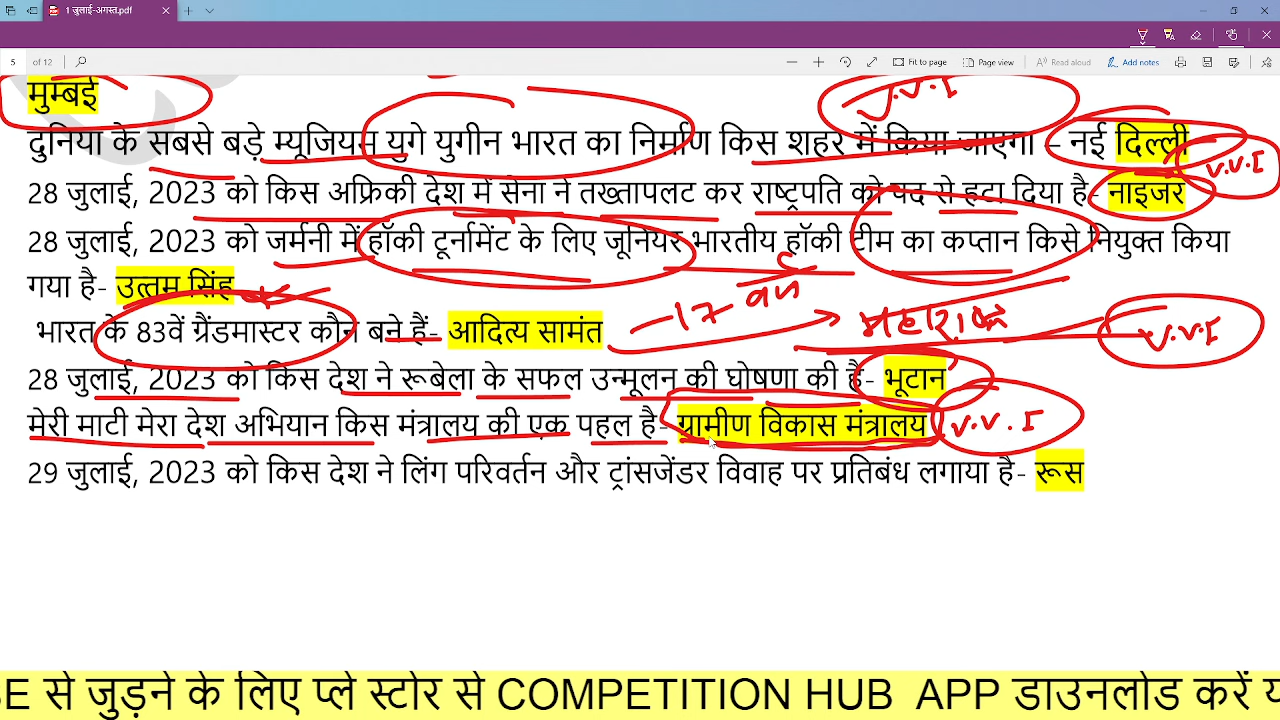 1 जुलाई-अगस्त.pdf
5 of 12 Fit to page Page view Read aloud Add notes
मुम्बई V.V.I
दुनिया के सबसे बड़े म्यूजियम युगे युगीन भारत का निर्माण किस शहर में किया जाएगा – नई दिल्ली
V.V.I
28 जुलाई, 2023 को किस अफ्रिकी देश में सेना ने तख्तापलट कर राष्ट्रपति को पद से हटा दिया है- नाइजर
28 जुलाई, 2023 को जर्मनी में हॉकी टूर्नामेंट के लिए जूनियर भारतीय हॉकी टीम का कप्तान किसे नियुक्त किया
गया है- उत्तम सिंह
भारत के 83वें ग्रैंडमास्टर कौन बने हैं- आदित्य सामंत 17 वर्ष महाराष्ट्र V.V.I
28 जुलाई, 2023 को किस देश ने रूबेला के सफल उन्मूलन की घोषणा की है- भूटान
मेरी माटी मेरा देश अभियान किस मंत्रालय की एक पहल है- ग्रामीण विकास मंत्रालय V.V.I
29 जुलाई, 2023 को किस देश ने लिंग परिवर्तन और ट्रांसजेंडर विवाह पर प्रतिबंध लगाया है- रूस
SE से जुड़ने के लिए प्ले स्टोर से COMPETITION HUB APP डाउनलोड करें